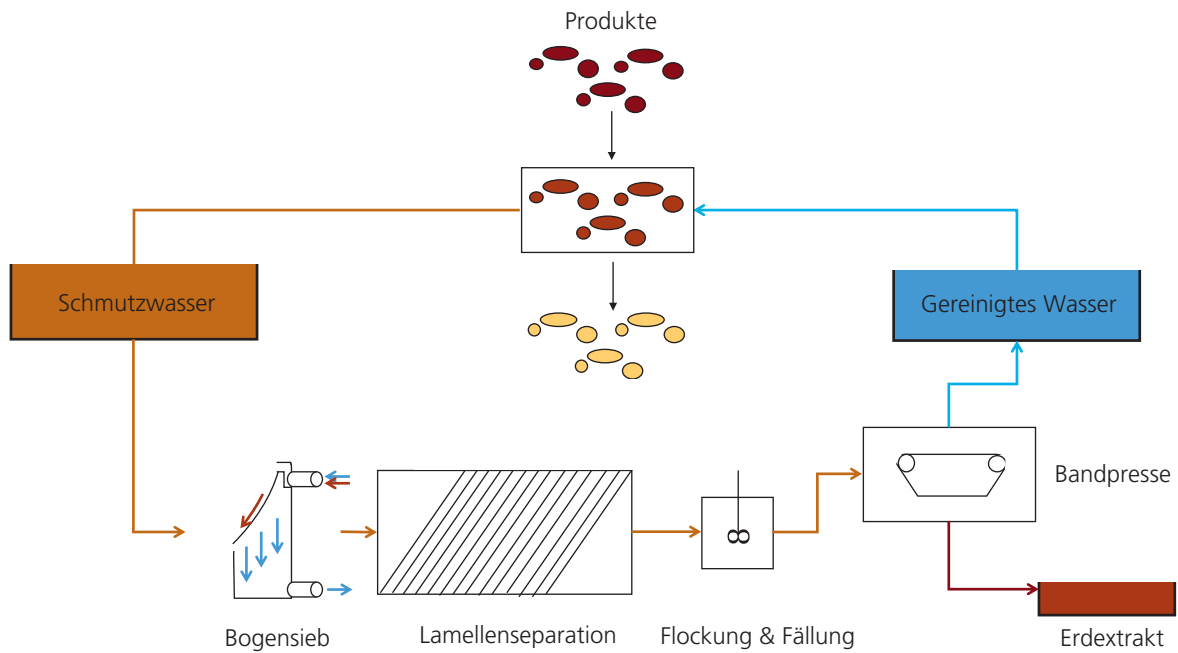 Produkte
Schmutzwasser
Gereinigtes Wasser
Bandpresse
Bogensieb
Lamellenseparation
Flockung & Fällung
Erdextrakt